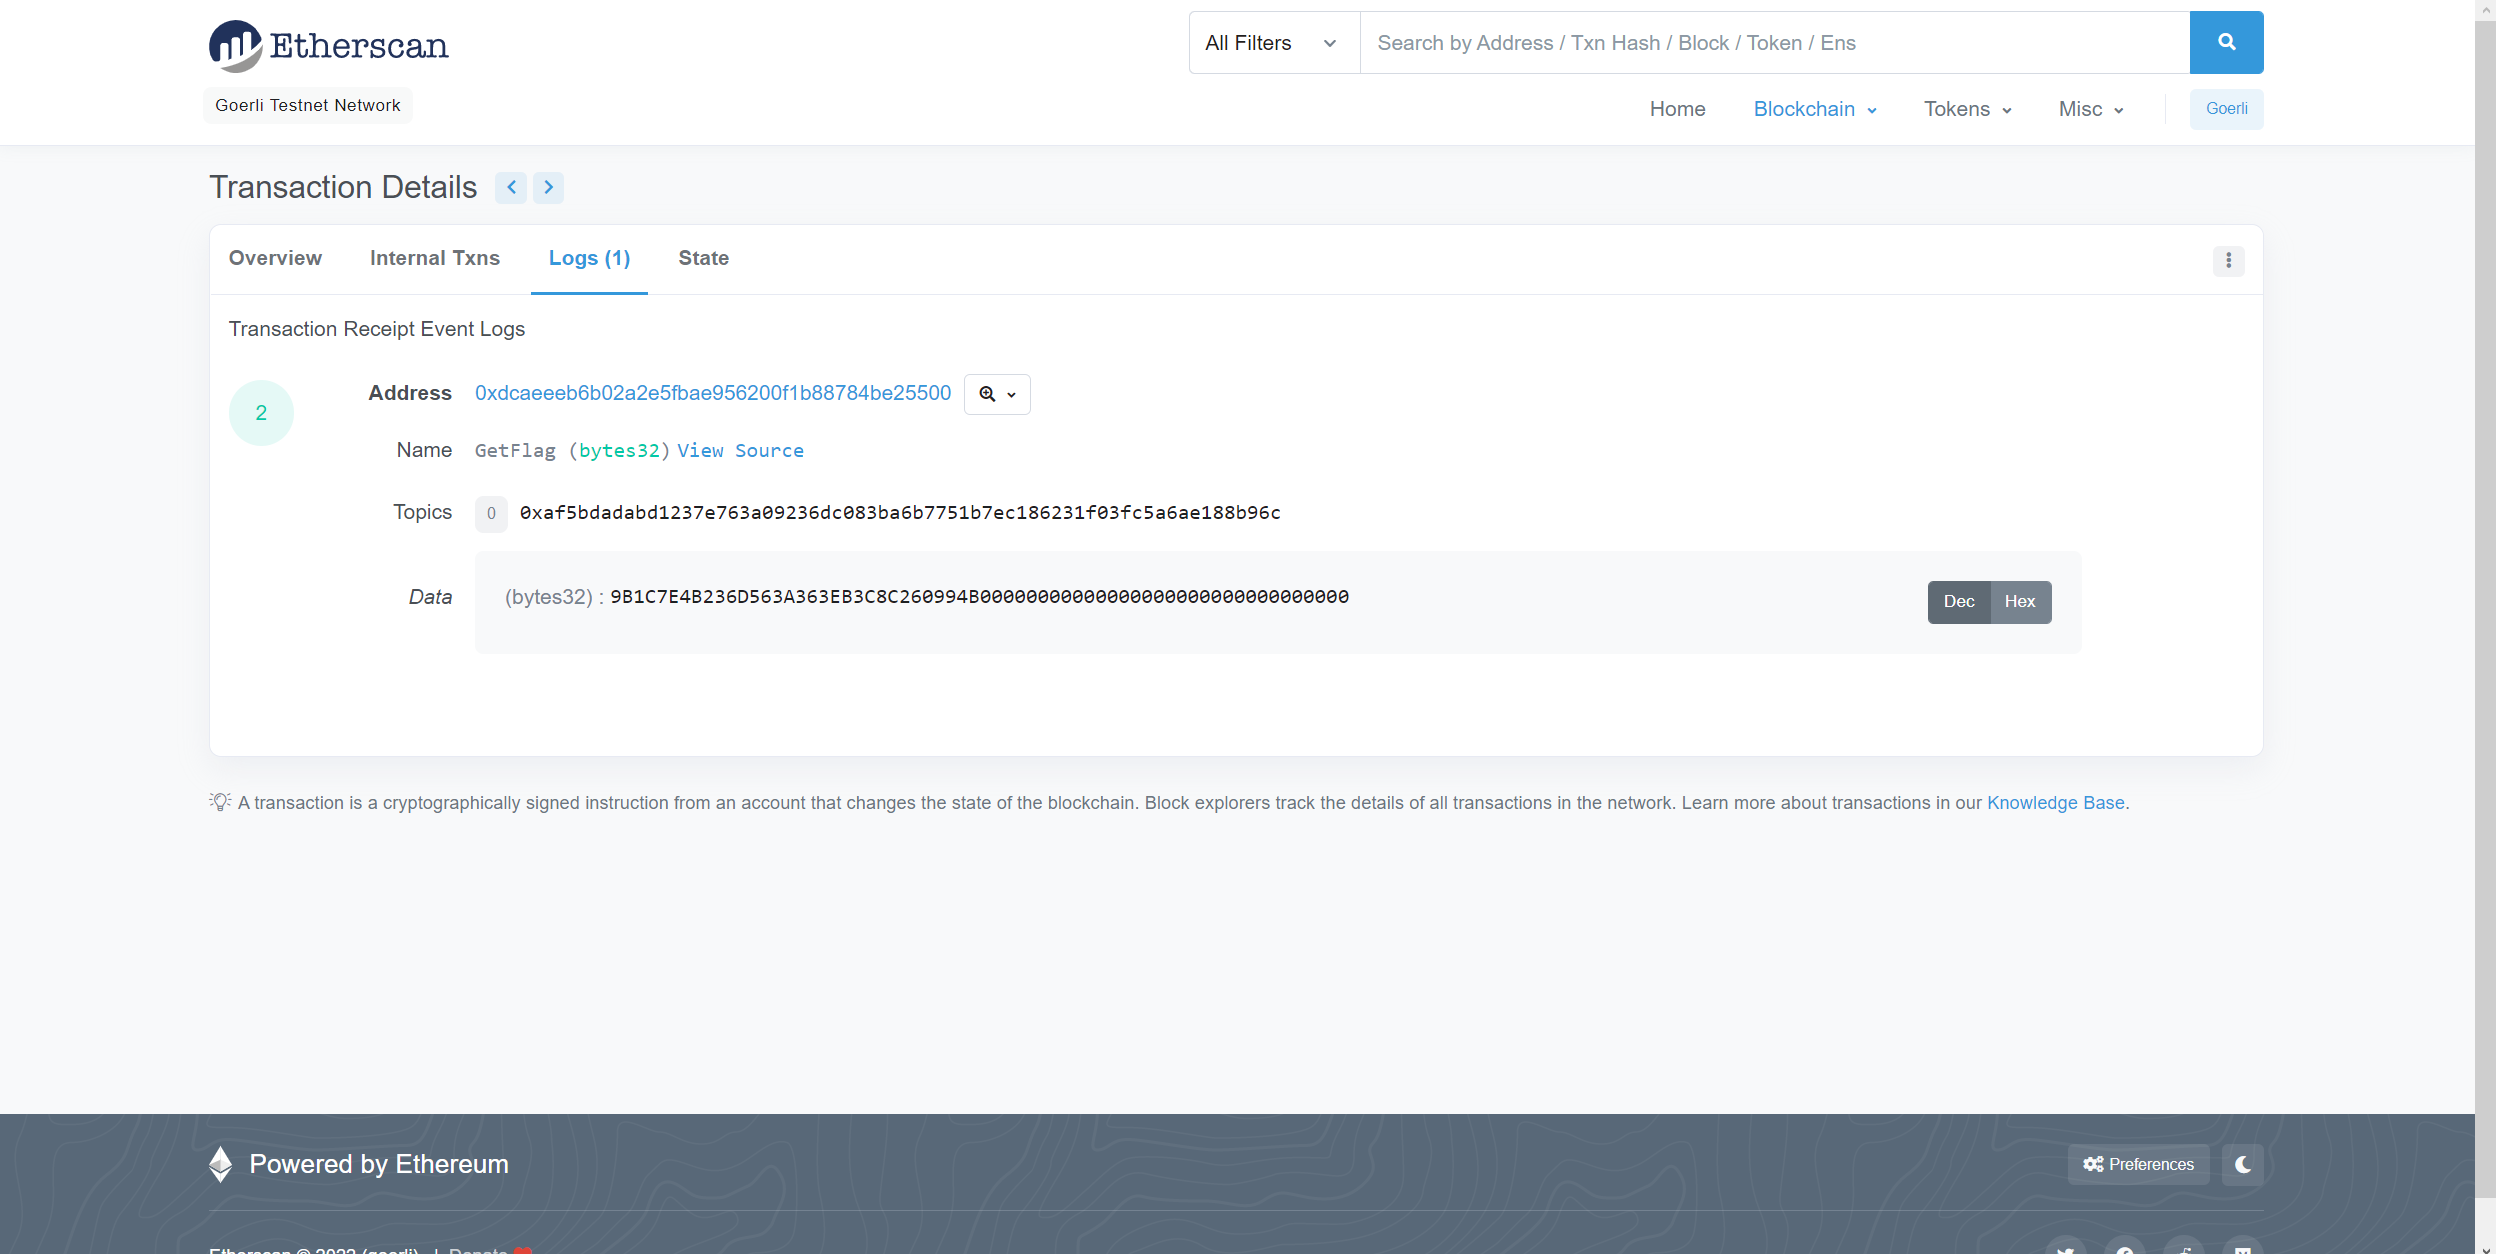 Etherscan
All Filters
Search by Address / Txn Hash / Block / Token / Ens
Goerli Testnet Network
Home Blockchain Tokens Misc Goerli
Transaction Details
Overview Internal Txns Logs (1) State
Transaction Receipt Event Logs
2
Address 0xdcaeeeb6b02a2e5fbae956200f1b88784be25500
Name GetFlag (bytes32) View Source
Topics 0 0xaf5bdadabd1237e763a09236dc083ba6b7751b7ec186231f03fc5a6ae188b96c
Data (bytes32) : 9B1C7E4B236D563A363EB3C8C260994B00000000000000000000000000000000
Dec Hex
A transaction is a cryptographically signed instruction from an account that changes the state of the blockchain. Block explorers track the details of all transactions in the network. Learn more about transactions in our Knowledge Base.
Powered by Ethereum
Preferences
Etherscan © 2022 (goerli) | Donate